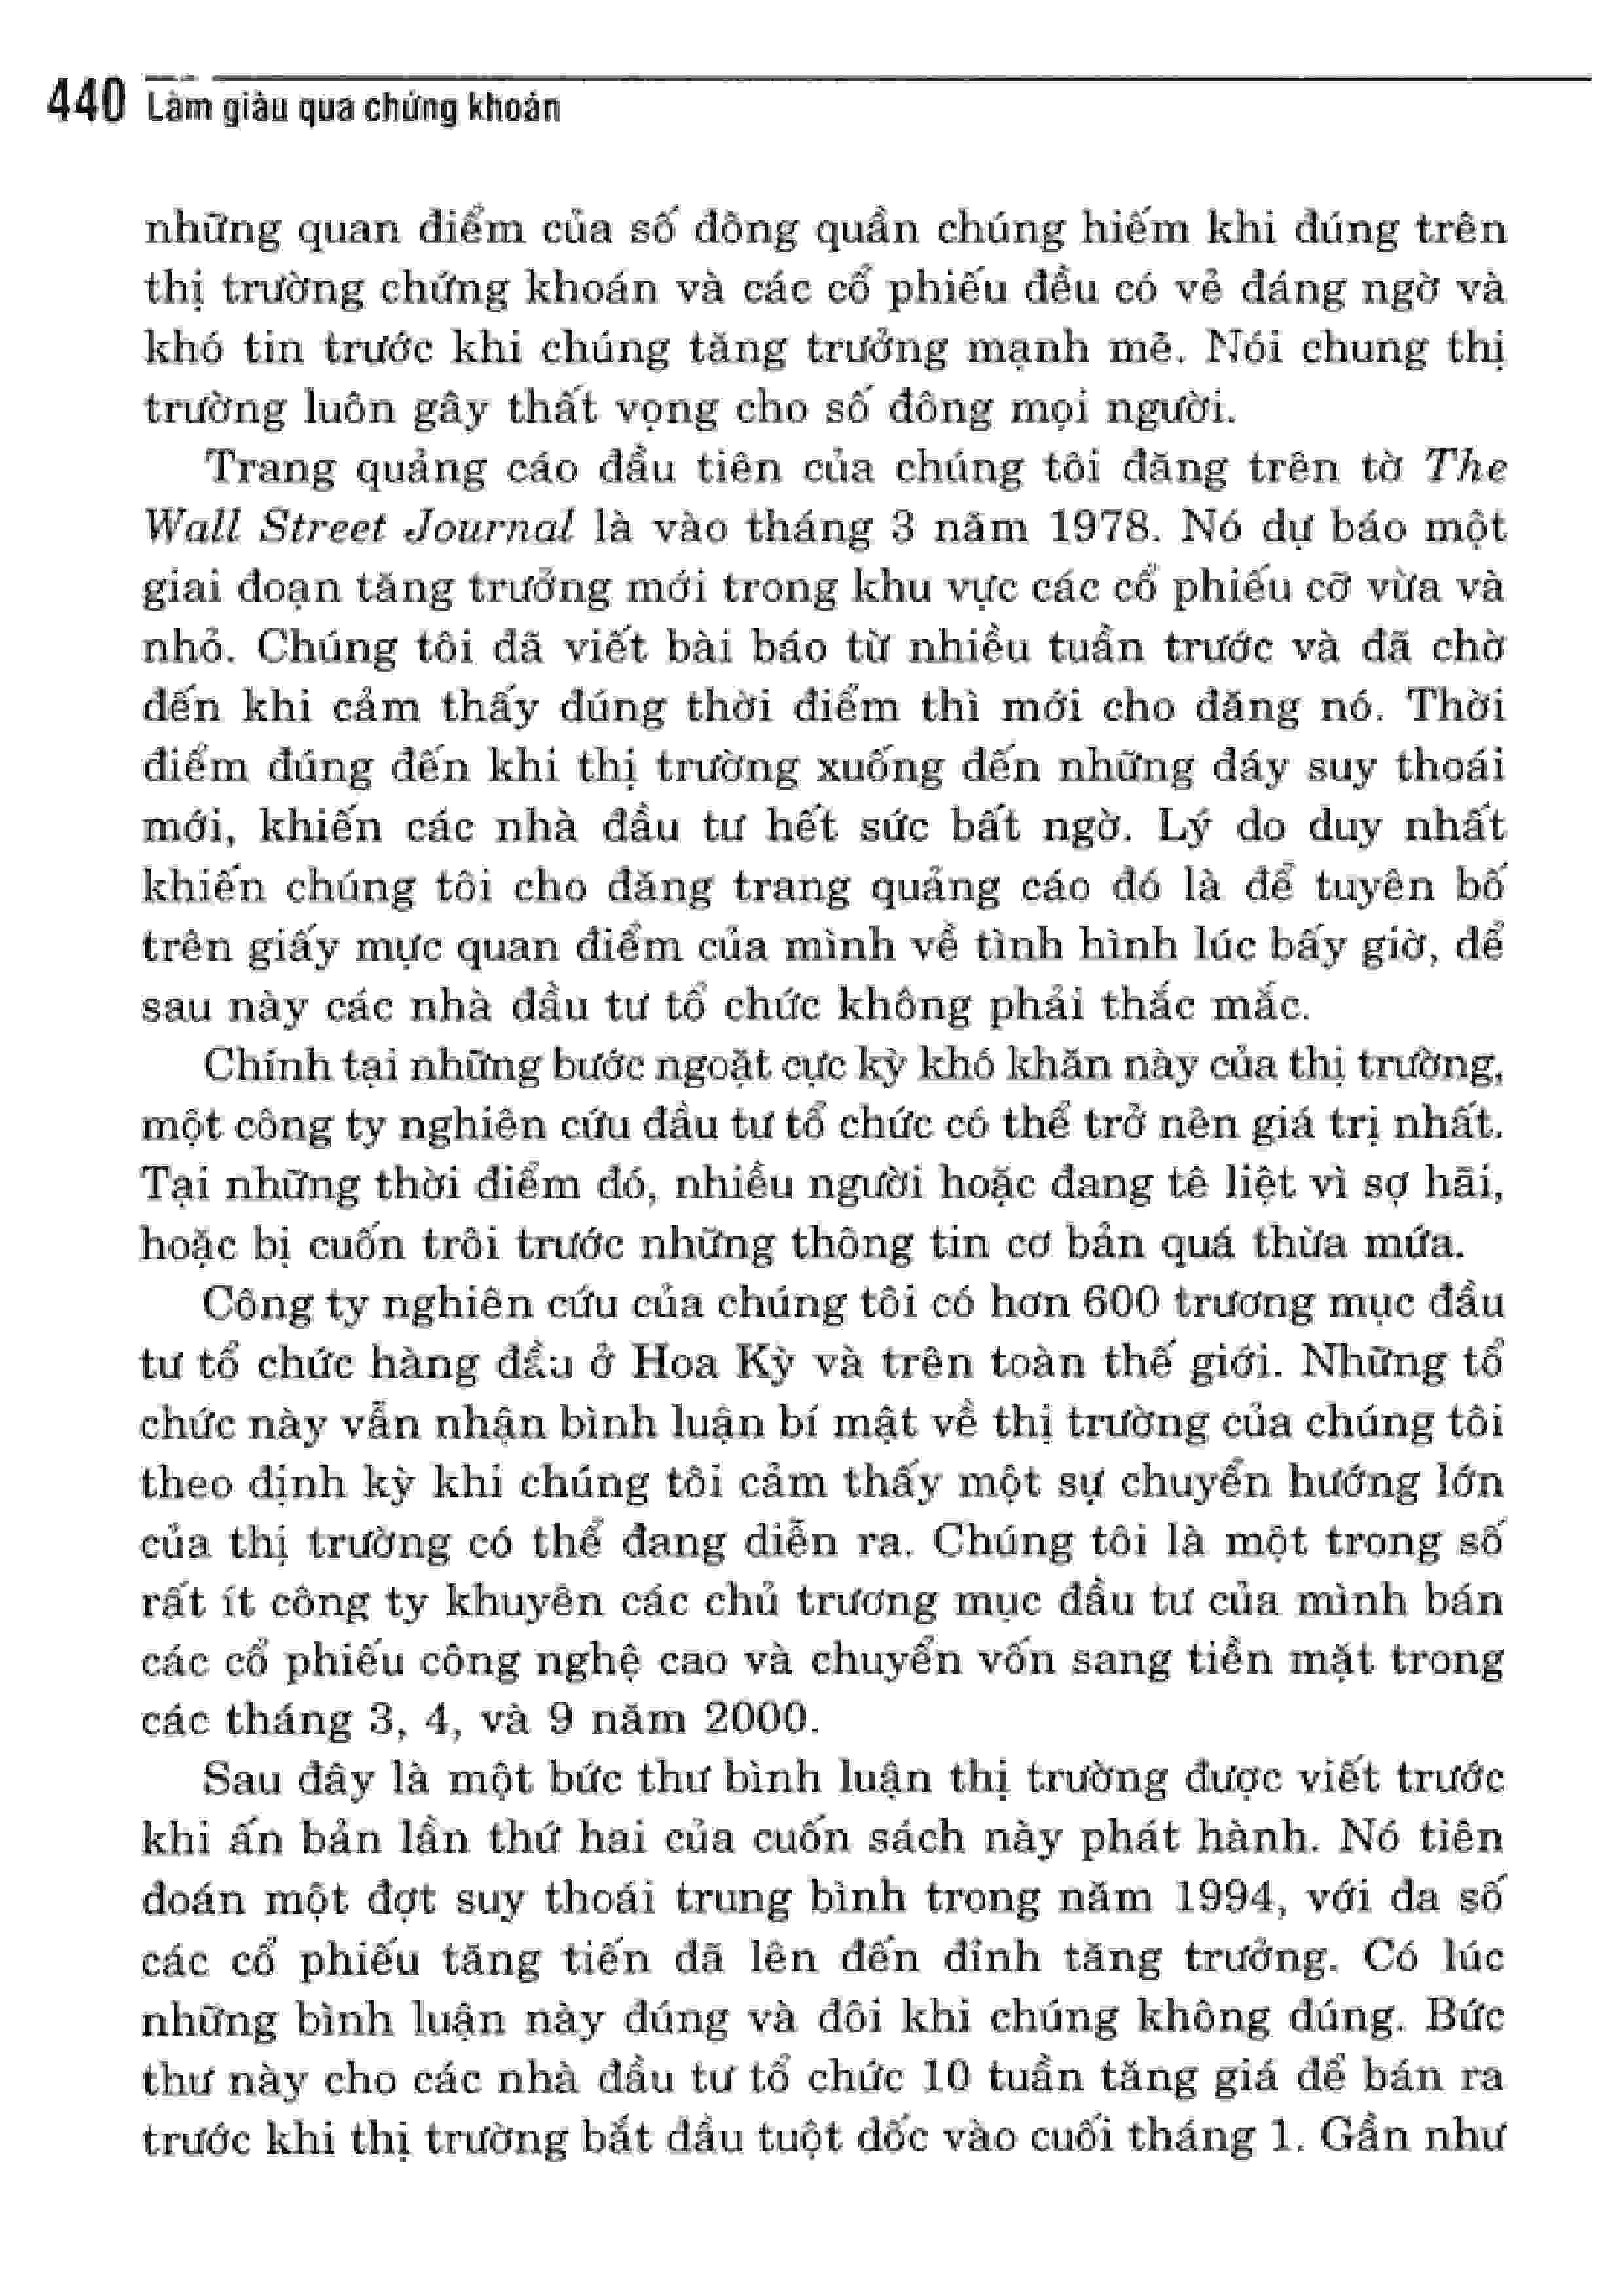 440 Làm giàu qua chứng khoán
những quan điểm của số đông quần chúng hiếm khi đúng trên
thị trường chứng khoán và các cổ phiếu đều có vẻ đáng ngờ và
khó tin trước khi chúng tăng trưởng mạnh mẽ. Nói chung thị
trường luôn gây thất vọng cho số đông mọi người.
Trang quảng cáo đầu tiên của chúng tôi đăng trên tờ The
Wall Street Journal là vào tháng 3 năm 1978. Nó dự báo một
giai đoạn tăng trưởng mới trong khu vực các cổ phiếu cỡ vừa và
nhỏ. Chúng tôi đã viết bài báo từ nhiều tuần trước và đã chờ
đến khi cảm thấy đúng thời điểm thì mới cho đăng nó. Thời
điểm đúng đến khi thị trường xuống đến những đáy suy thoái
mới, khiến các nhà đầu tư hết sức bất ngờ. Lý do duy nhất
khiến chúng tôi cho đăng trang quảng cáo đó là để tuyên bố
trên giấy mực quan điểm của mình về tình hình lúc bấy giờ, để
sau này các nhà đầu tư tổ chức không phải thắc mắc.
Chính tại những bước ngoặt cực kỳ khó khăn này của thị trường,
một công ty nghiên cứu đầu tư tổ chức có thể trở nên giá trị nhất.
Tại những thời điểm đó, nhiều người hoặc đang tê liệt vì sợ hãi,
hoặc bị cuốn trôi trước những thông tin cơ bản quá thừa mứa.
Công ty nghiên cứu của chúng tôi có hơn 600 trương mục đầu
tư tổ chức hàng đầu ở Hoa Kỳ và trên toàn thế giới. Những tổ
chức này vẫn nhận bình luận bí mật về thị trường của chúng tôi
theo định kỳ khi chúng tôi cảm thấy một sự chuyển hướng lớn
của thị trường có thể đang diễn ra. Chúng tôi là một trong số
rất ít công ty khuyên các chủ trương mục đầu tư của mình bán
các cổ phiếu công nghệ cao và chuyển vốn sang tiền mặt trong
các tháng 3, 4, và 9 năm 2000.
Sau đây là một bức thư bình luận thị trường được viết trước
khi ấn bản lần thứ hai của cuốn sách này phát hành. Nó tiên
đoán một đợt suy thoái trung bình trong năm 1994, với đa số
các cổ phiếu tăng tiến đã lên đến đỉnh tăng trưởng. Có lúc
những bình luận này đúng và đôi khi chúng không đúng. Bức
thư này cho các nhà đầu tư tổ chức 10 tuần tăng giá để bán ra
trước khi thị trường bắt đầu tuột dốc vào cuối tháng 1. Gần như